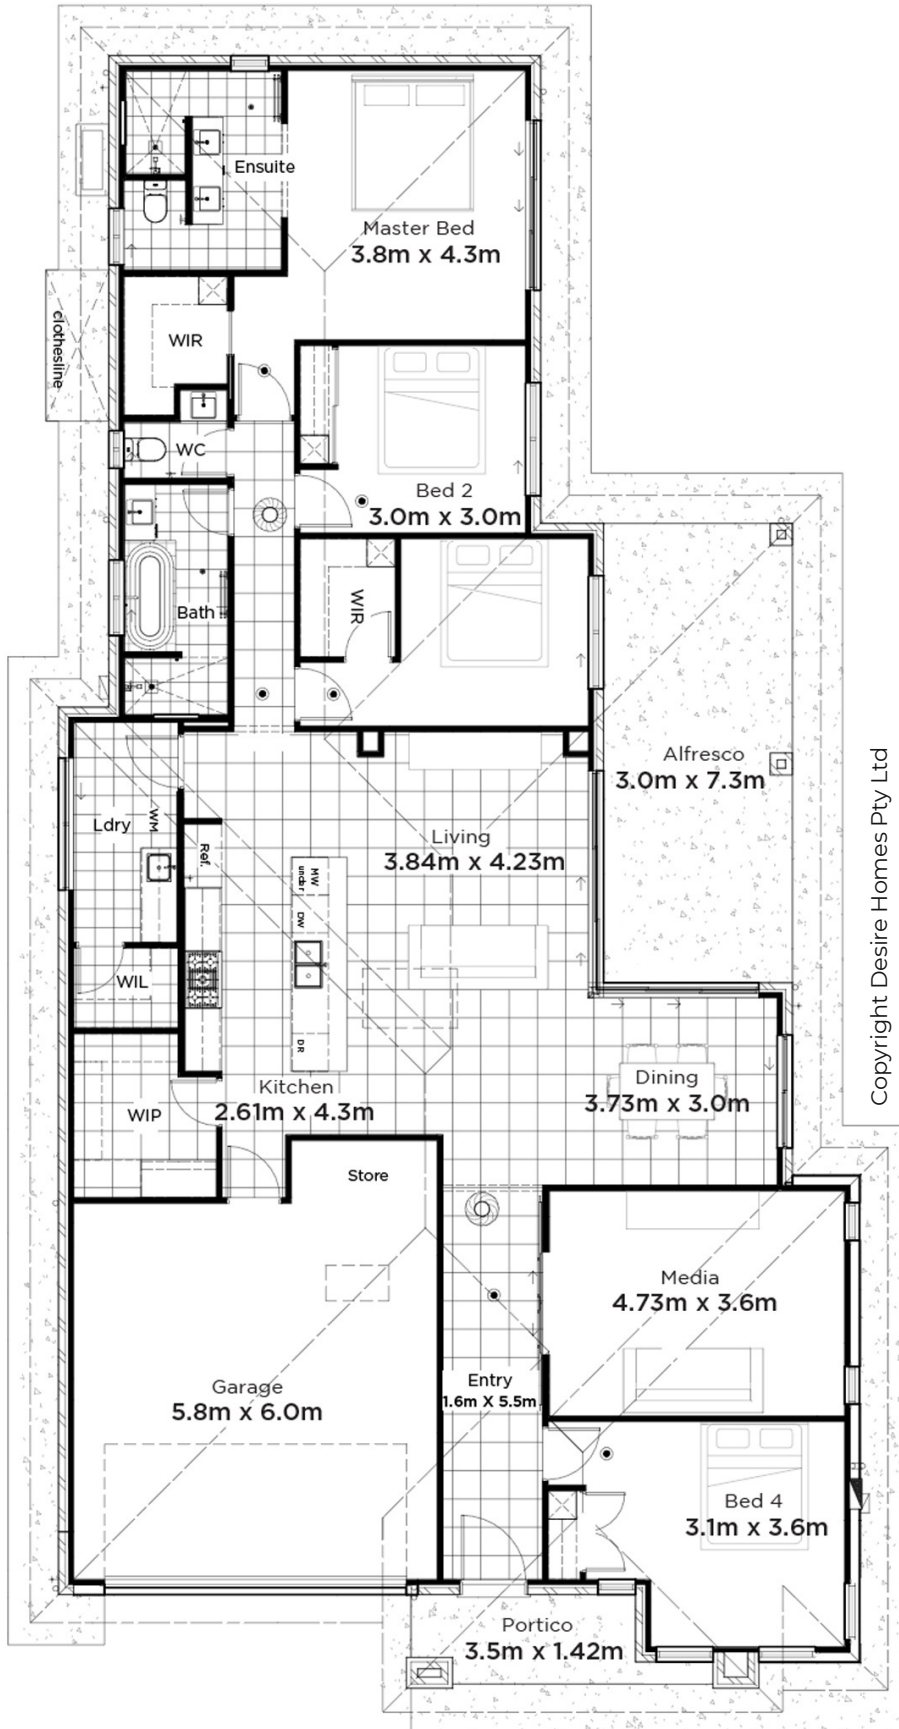 Ensuite
Master Bed
3.8m x 4.3m
clothesline
WIR
WC
Bed 2
3.0m x 3.0m
WIR
Bath
Alfresco
3.0m x 7.3m
Ldry
WM
Living
3.84m x 4.23m
Ref.
MW
under
DW
WIL
DR
Kitchen
2.61m x 4.3m
Dining
3.73m x 3.0m
WIP
Store
Media
4.73m x 3.6m
Garage
5.8m x 6.0m
Entry
1.6m X 5.5m
Bed 4
3.1m x 3.6m
Portico
3.5m x 1.42m
Copyright Desire Homes Pty Ltd